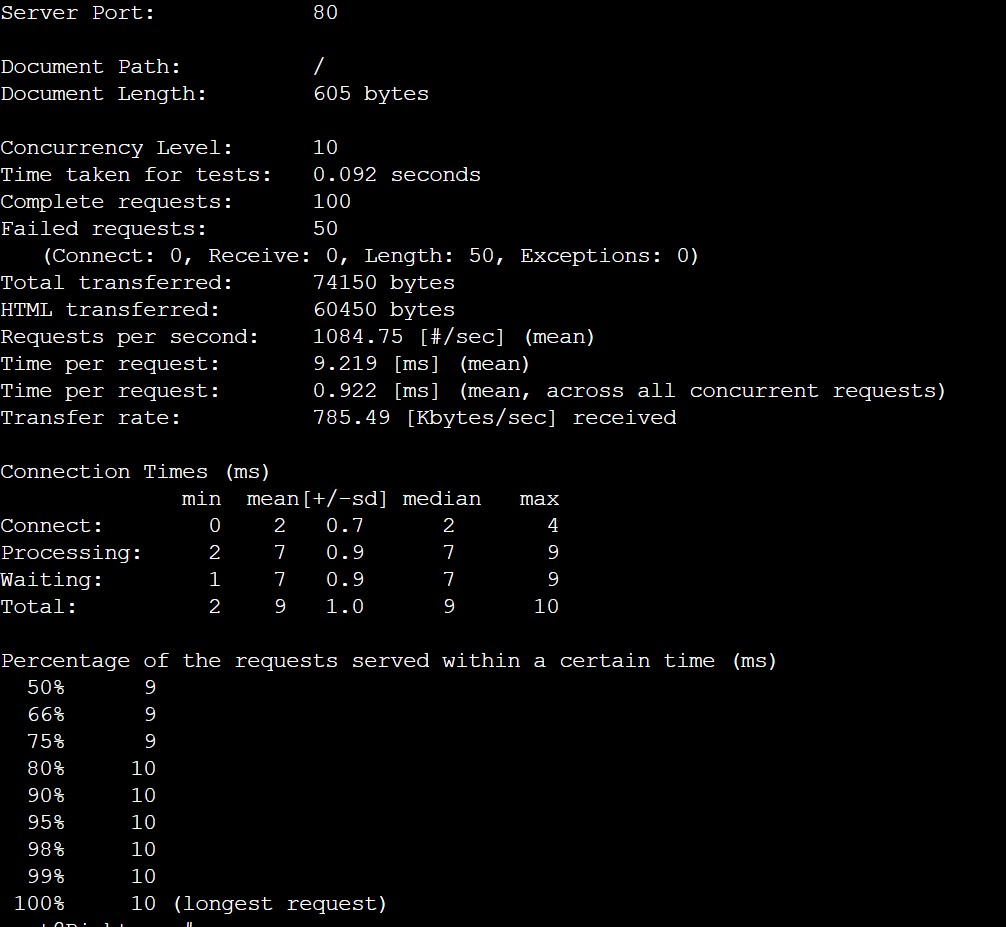 Server Port: 80
Document Path: /
Document Length: 605 bytes
Concurrency Level: 10
Time taken for tests: 0.092 seconds
Complete requests: 100
Failed requests: 50
(Connect: 0, Receive: 0, Length: 50, Exceptions: 0)
Total transferred: 74150 bytes
HTML transferred: 60450 bytes
Requests per second: 1084.75 [#/sec] (mean)
Time per request: 9.219 [ms] (mean)
Time per request: 0.922 [ms] (mean, across all concurrent requests)
Transfer rate: 785.49 [Kbytes/sec] received
Connection Times (ms)
min mean[+/-sd] median max
Connect: 0 2 0.7 2 4
Processing: 2 7 0.9 7 9
Waiting: 1 7 0.9 7 9
Total: 2 9 1.0 9 10
Percentage of the requests served within a certain time (ms)
50% 9
66% 9
75% 9
80% 10
90% 10
95% 10
98% 10
99% 10
100% 10 (longest request)